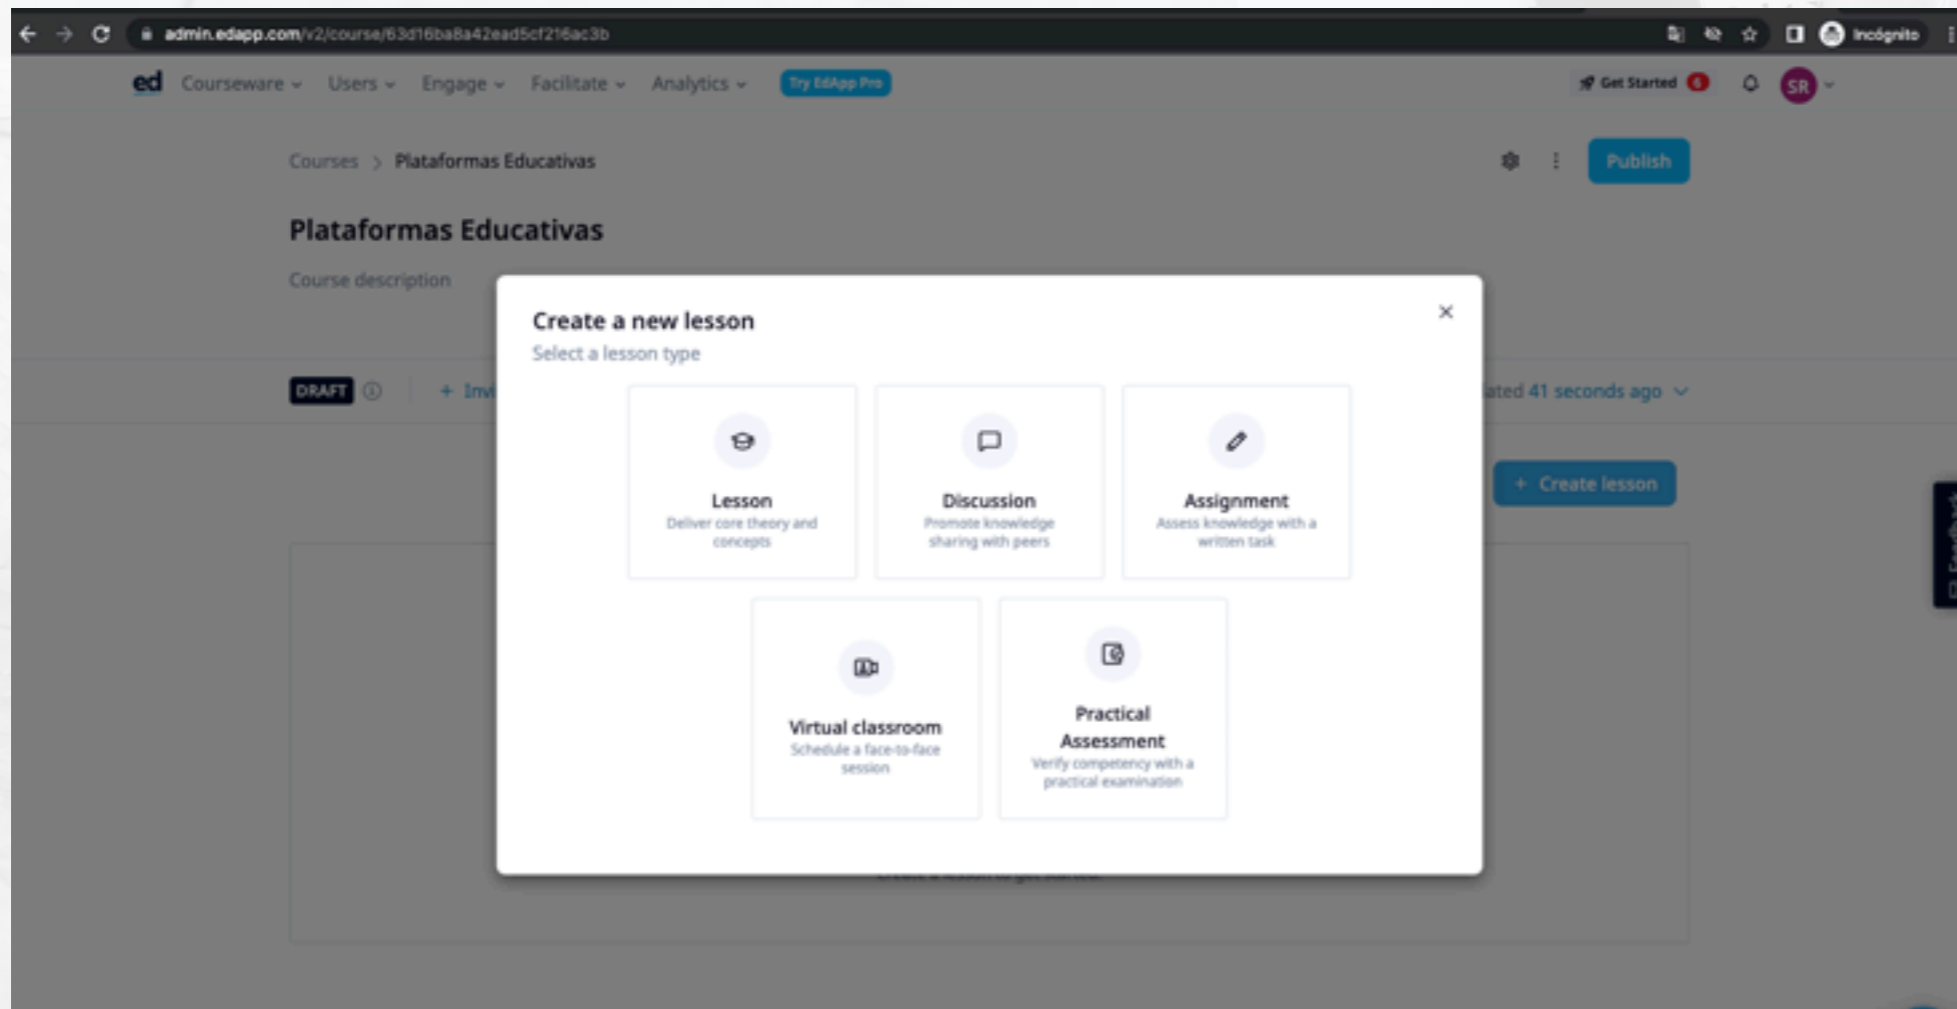 admin.edapp.com/v2/course/63d16ba8a42ead5cf216ac3b
Incógnito
ed Courseware Users Engage Facilitate Analytics Try EdApp Pro Get Started 6 SR
Courses > Plataformas Educativas
Publish
Plataformas Educativas
Course description
Create a new lesson
Select a lesson type
DRAFT + Inv
ated 41 seconds ago
+ Create lesson
Lesson
Deliver core theory and
concepts
Discussion
Promote knowledge
sharing with peers
Assignment
Assess knowledge with a
written task
Feedback
Virtual classroom
Schedule a face-to-face
session
Practical
Assessment
Verify competency with a
practical examination